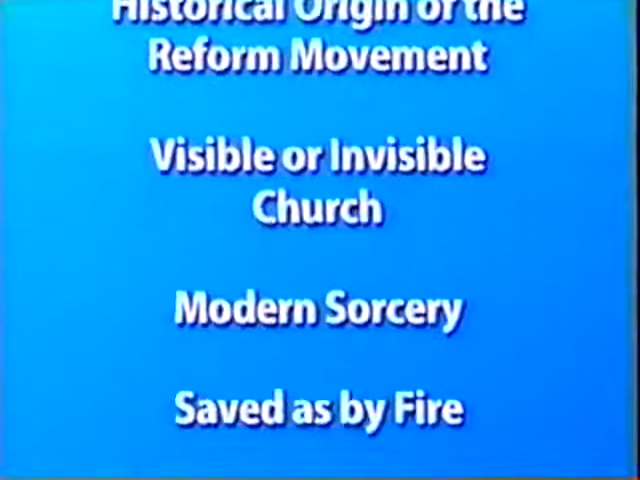 Historical Origin of the
Reform Movement
Visible or Invisible
Church
Modern Sorcery
Saved as by Fire